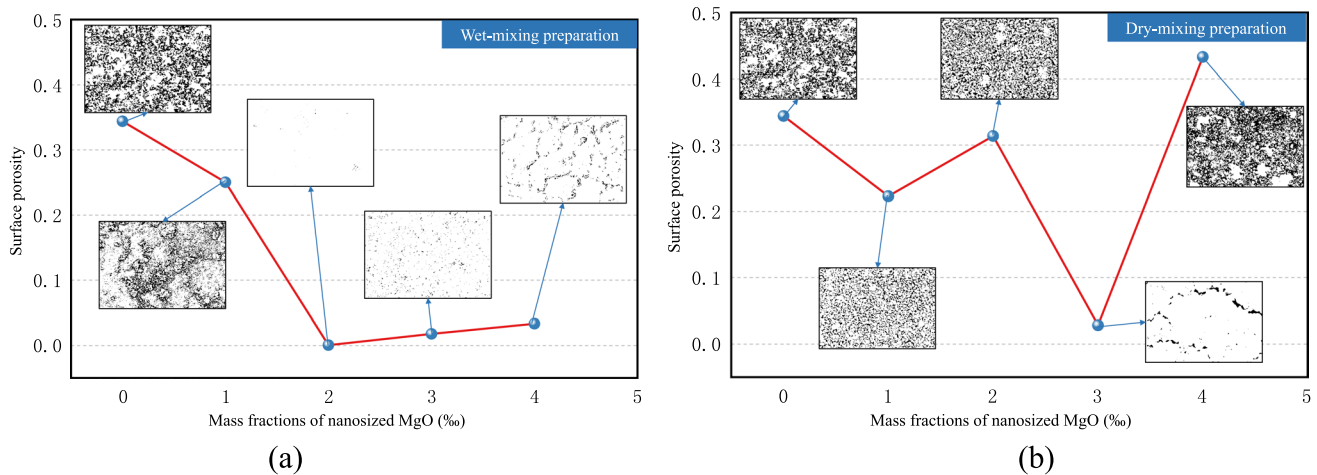 (a)
Wet-mixing preparation
Surface porosity
0.5
0.4
0.3
0.2
0.1
0.0
0 1 2 3 4 5
Mass fractions of nanosized MgO (‰)
(a)
(b)
Dry-mixing preparation
Surface porosity
0.5
0.4
0.3
0.2
0.1
0.0
0 1 2 3 4 5
Mass fractions of nanosized MgO (‰)
(b)